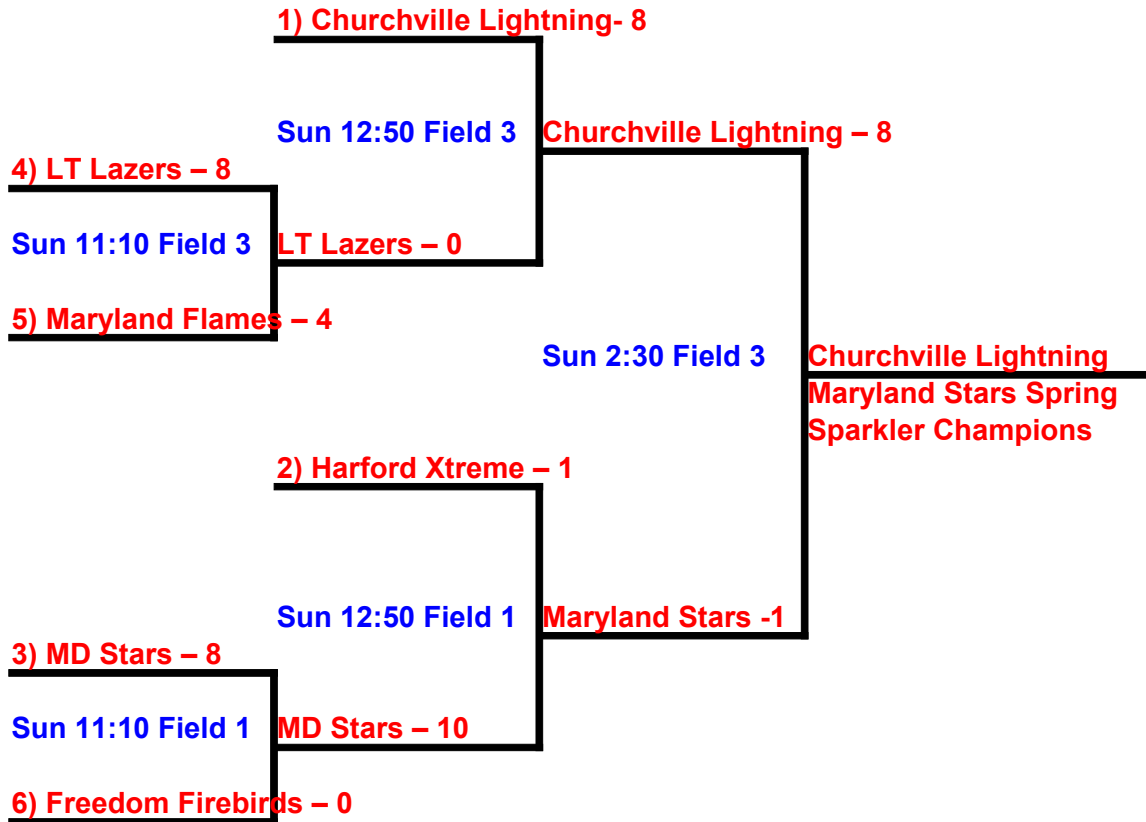 1) Churchville Lightning- 8
Sun 12:50 Field 3
Churchville Lightning – 8
4) LT Lazers – 8
Sun 11:10 Field 3
LT Lazers – 0
5) Maryland Flames – 4
Sun 2:30 Field 3
Churchville Lightning
Maryland Stars Spring
Sparkler Champions
2) Harford Xtreme – 1
Sun 12:50 Field 1
Maryland Stars -1
3) MD Stars – 8
Sun 11:10 Field 1
MD Stars – 10
6) Freedom Firebirds – 0